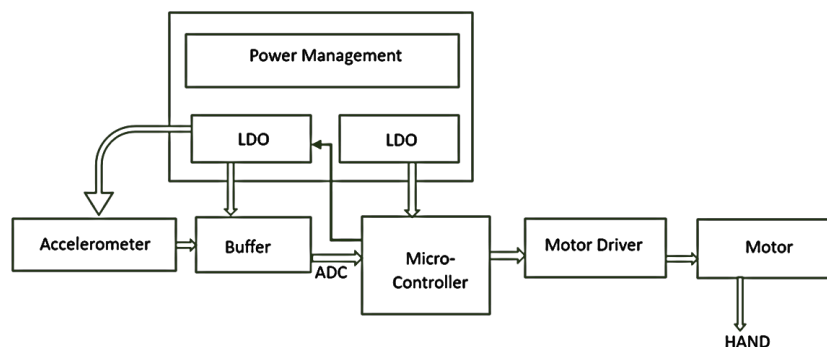 Power Management
LDO
LDO
Accelerometer
Buffer
ADC
Micro-
Controller
Motor Driver
Motor
HAND